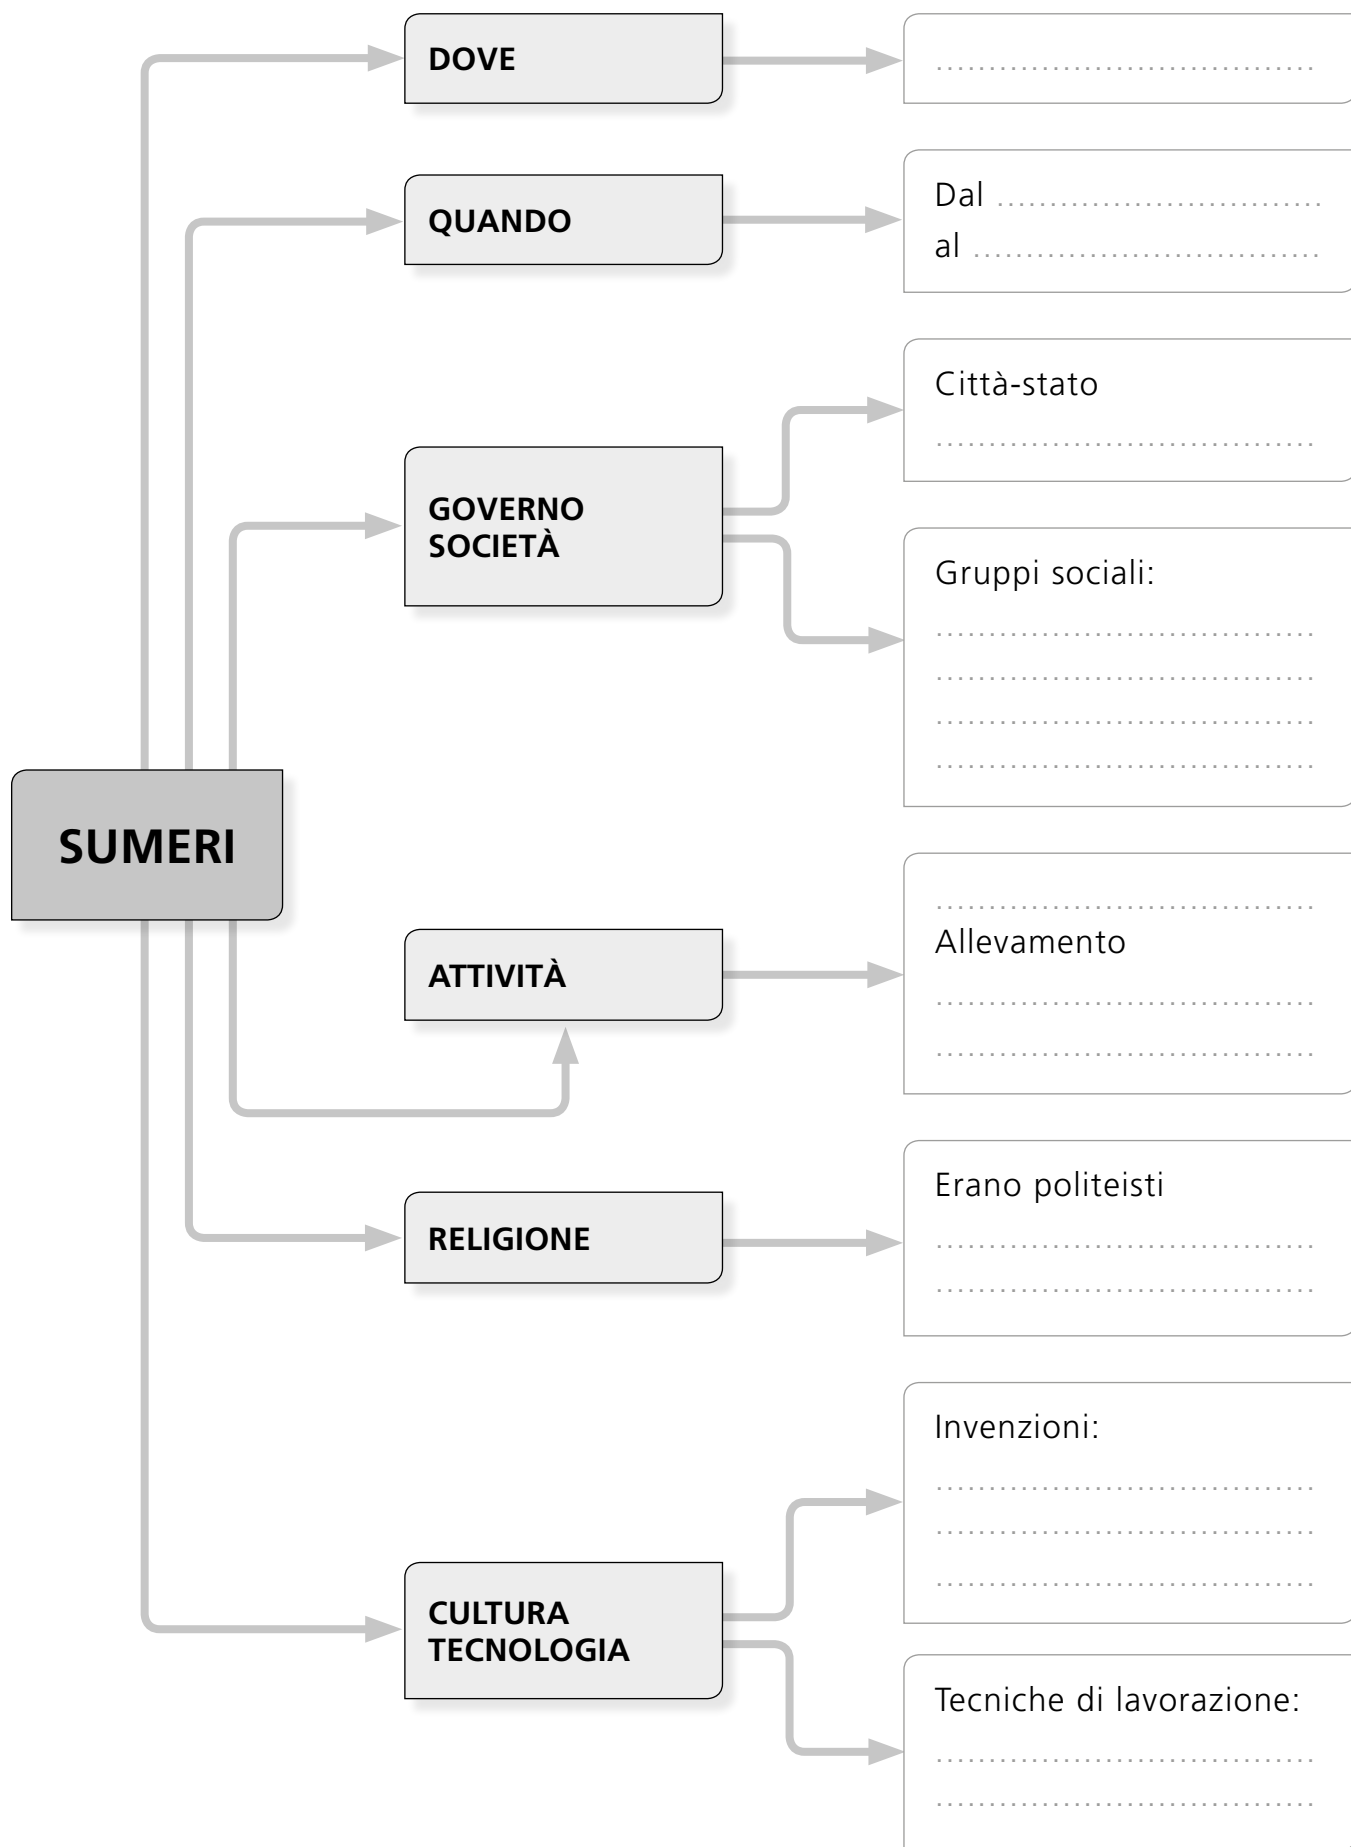 DOVE
..................................
QUANDO
Dal ..............................
al ................................
GOVERNO
SOCIETÀ
Città-stato
..................................
Gruppi sociali:
..................................
..................................
..................................
..................................
SUMERI
ATTIVITÀ
..................................
Allevamento
..................................
..................................
RELIGIONE
Erano politeisti
..................................
..................................
CULTURA
TECNOLOGIA
Invenzioni:
..................................
..................................
..................................
Tecniche di lavorazione:
..................................
..................................